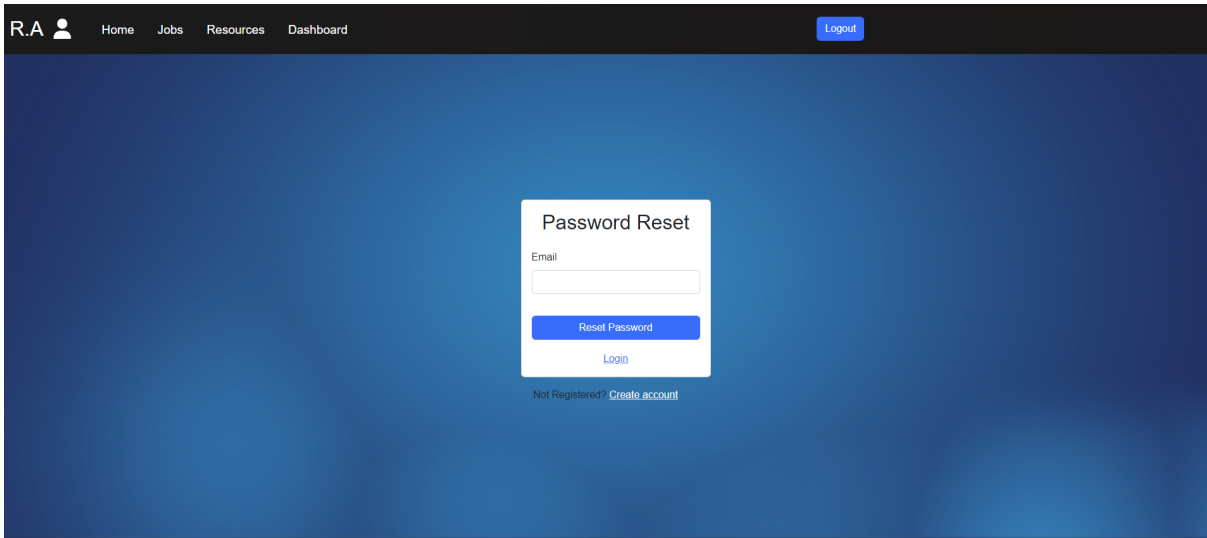 R.A Home Jobs Resources Dashboard Logout
Password Reset
Email
Reset Password
Login
Not Registered? Create account